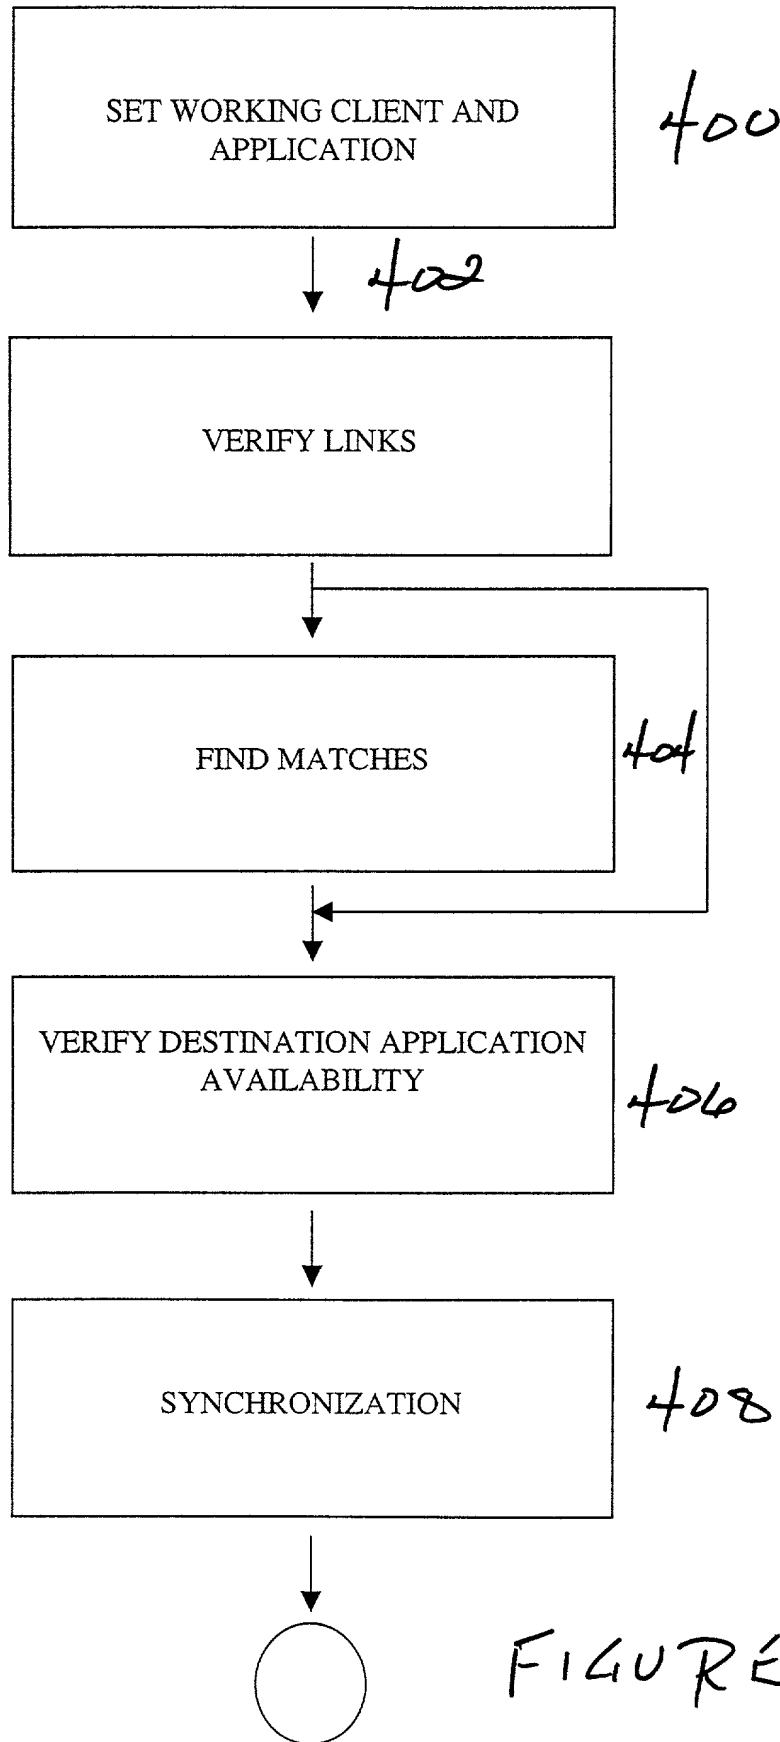 SET WORKING CLIENT AND
APPLICATION
400
402
VERIFY LINKS
FIND MATCHES
404
VERIFY DESTINATION APPLICATION
AVAILABILITY
406
SYNCHRONIZATION
408
FIGURE